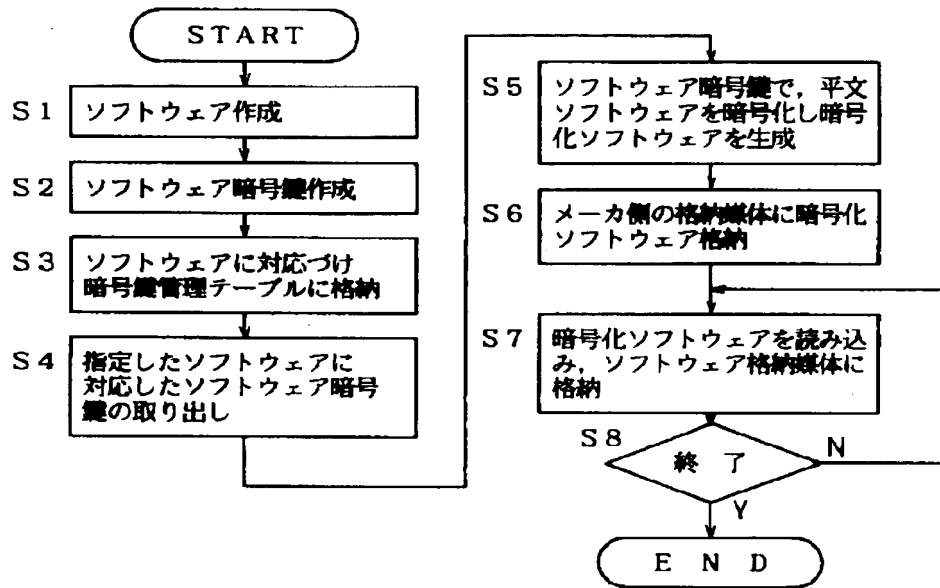 START
S1
ソフトウェア作成
S2
ソフトウェア暗号鍵作成
S3
ソフトウェアに対応づけ
暗号鍵管理テーブルに格納
S4
指定したソフトウェアに
対応したソフトウェア暗号
鍵の取り出し
S5
ソフトウェア暗号鍵で，平文
ソフトウェアを暗号化し暗号
化ソフトウェアを生成
S6
メーカ側の格納媒体に暗号化
ソフトウェア格納
S7
暗号化ソフトウェアを読み込
み，ソフトウェア格納媒体に
格納
S8
終了
N
Y
END